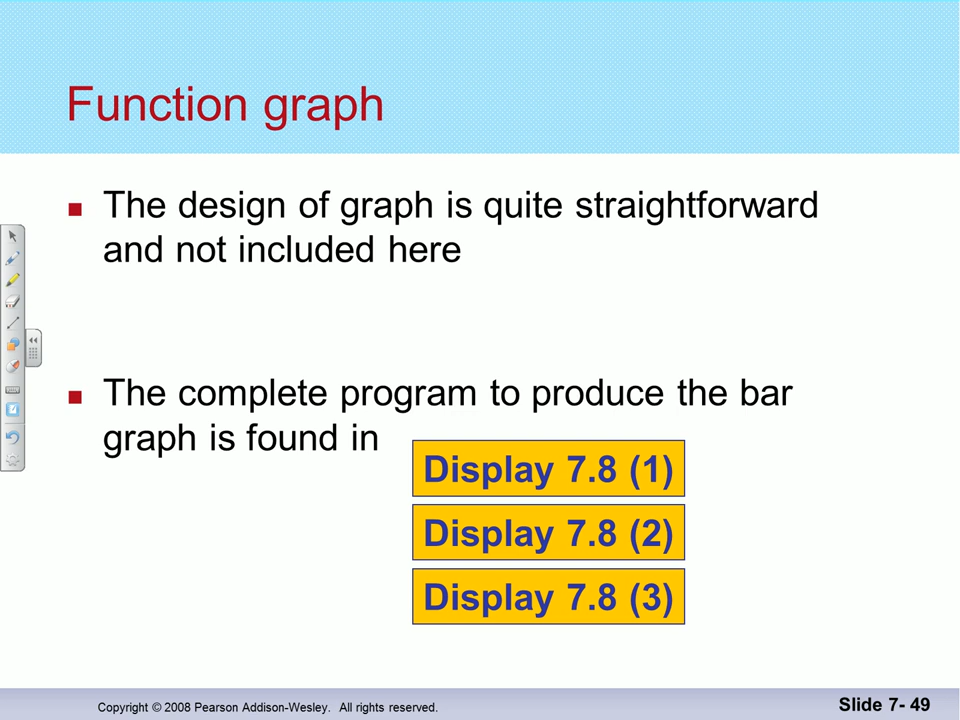 Function graph
The design of graph is quite straightforward
and not included here
The complete program to produce the bar
graph is found in
Display 7.8 (1)
Display 7.8 (2)
Display 7.8 (3)
Copyright © 2008 Pearson Addison-Wesley. All rights reserved.
Slide 7- 49